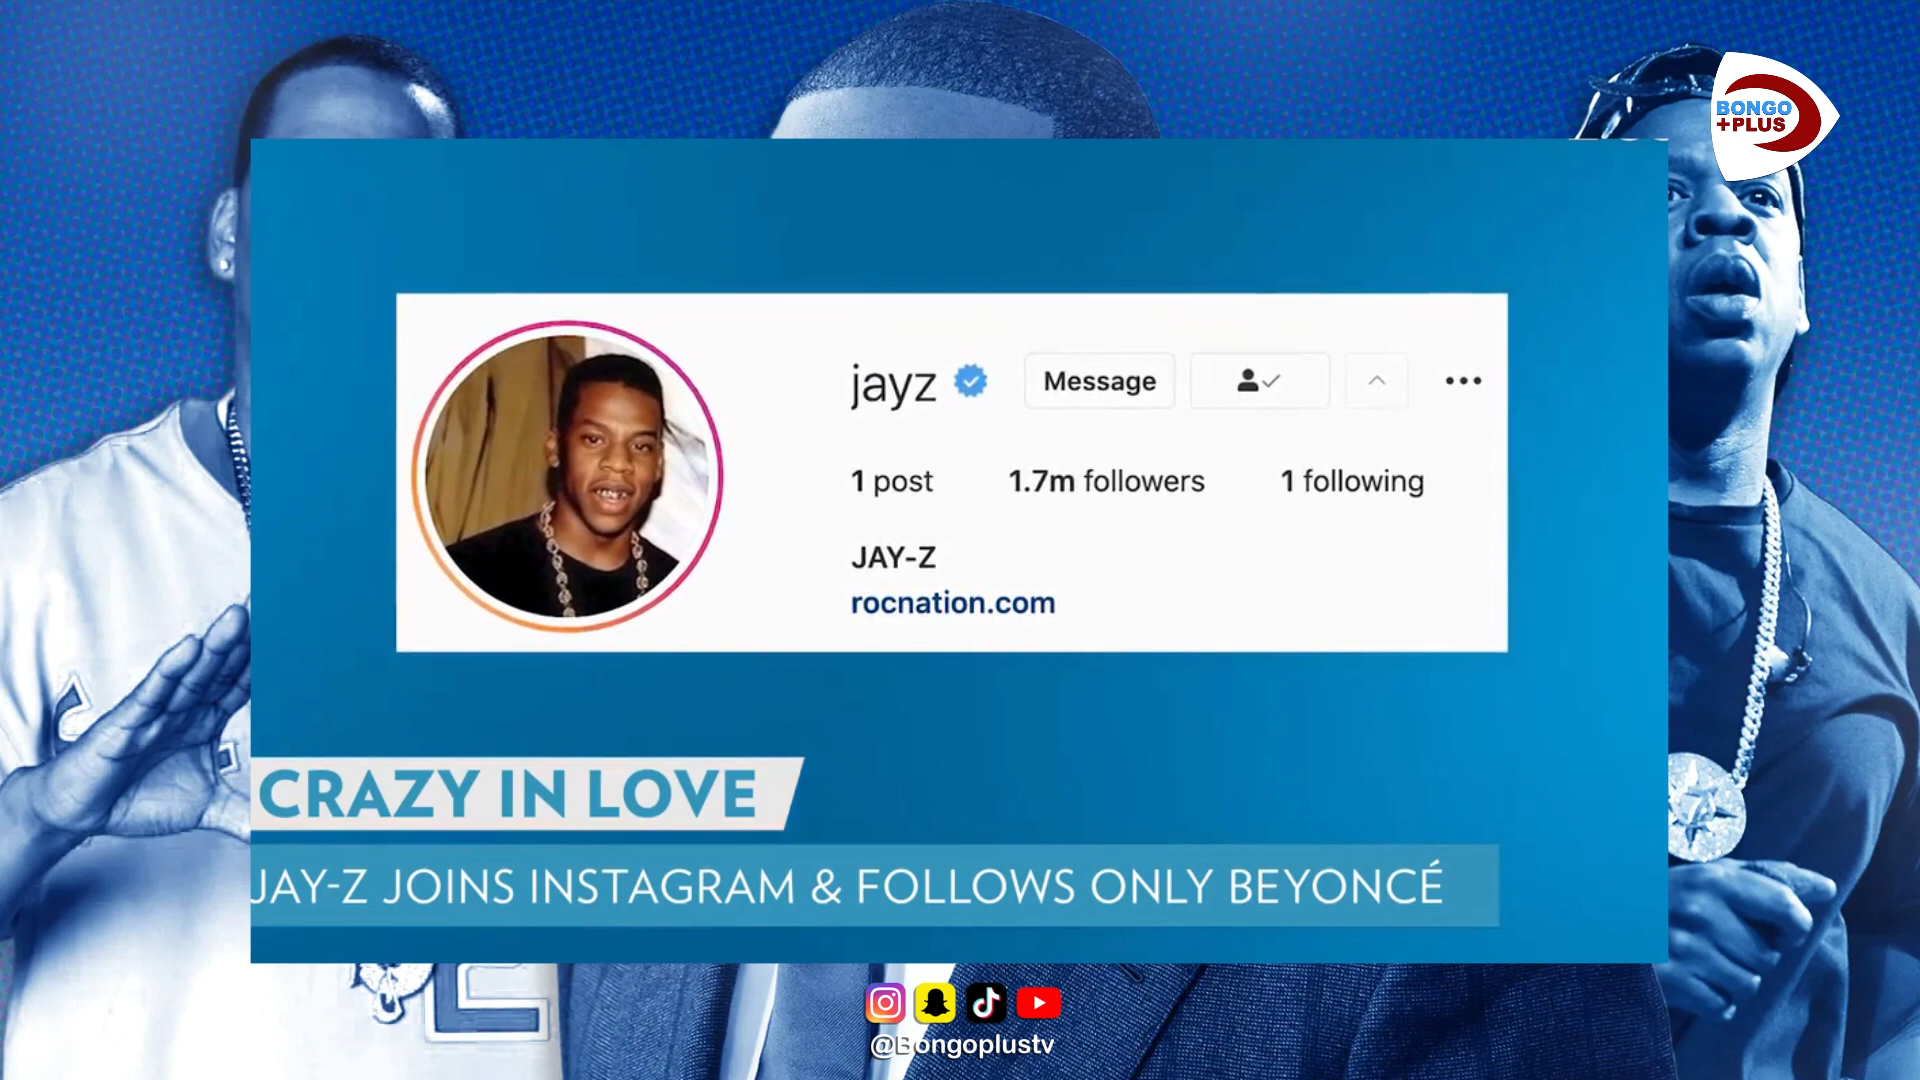 BONGO
+PLUS
jayz
Message
1 post 1.7m followers 1 following
JAY-Z
rocnation.com
CRAZY IN LOVE
JAY-Z JOINS INSTAGRAM & FOLLOWS ONLY BEYONCÉ
@Bongoplustv